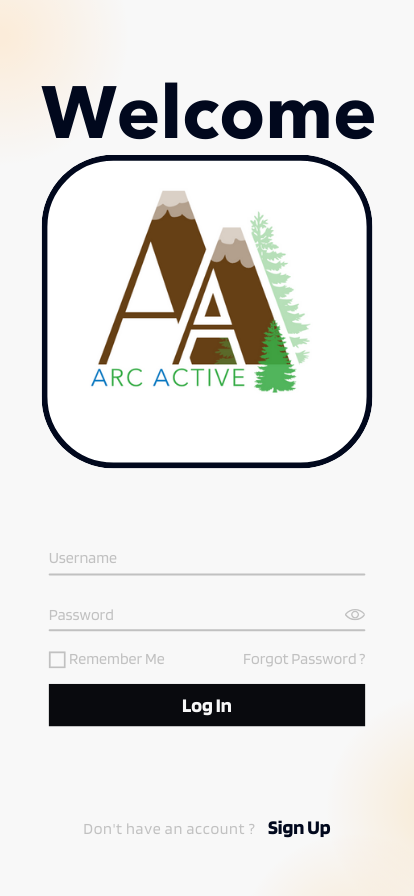 Welcome
ARC ACTIVE
Username
Password
Remember Me
Forgot Password ?
Log In
Don't have an account ? Sign Up